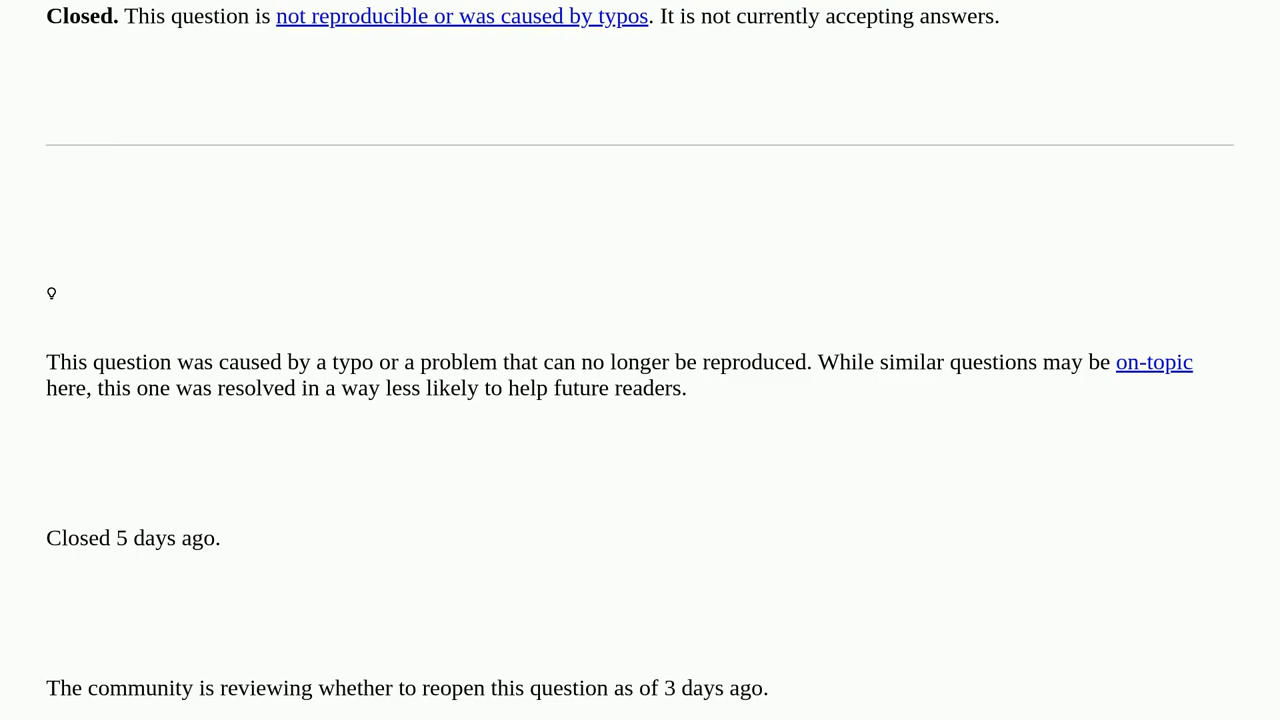 Closed. This question is not reproducible or was caused by typos. It is not currently accepting answers.
This question was caused by a typo or a problem that can no longer be reproduced. While similar questions may be on-topic
here, this one was resolved in a way less likely to help future readers.
Closed 5 days ago.
The community is reviewing whether to reopen this question as of 3 days ago.